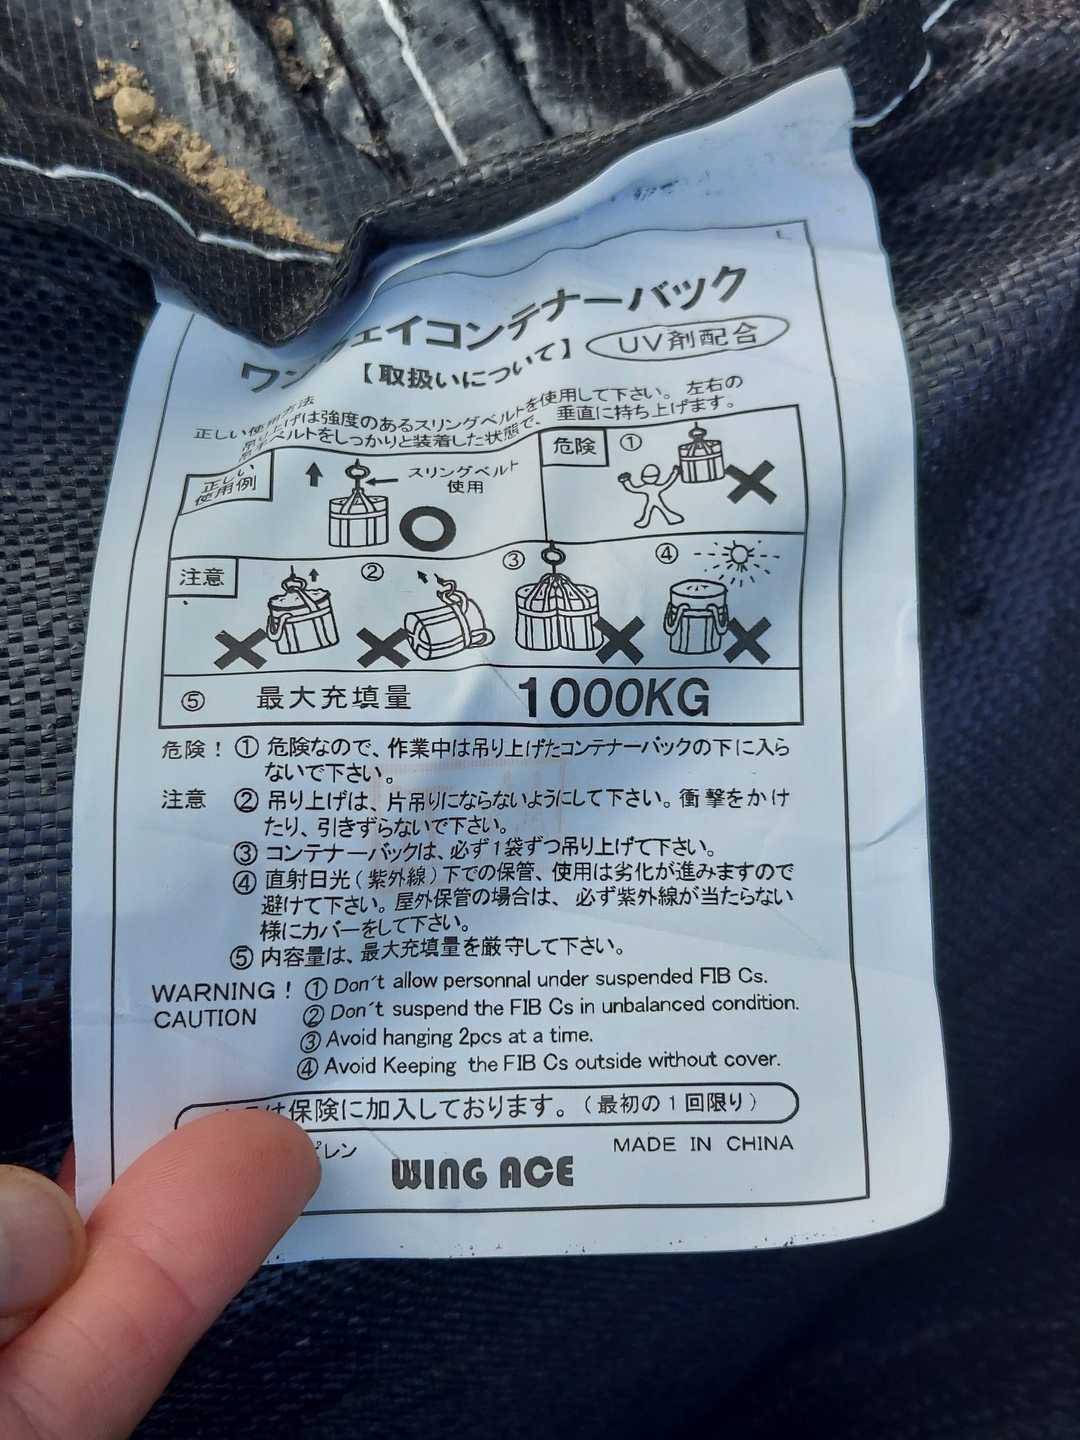 ワンウェイコンテナーバック
【取扱いについて】 UV剤配合
正しい使用方法
吊り上げは強度のあるスリングベルトを使用して下さい。 左右の
ベルトをしっかりと装着した状態で、 垂直に持ち上げます。
正しい使用例
スリングベルト
使用
危険 ①
注意 ② ③ ④
⑤ 最大充填量 1000KG
危険！ ① 危険なので、作業中は吊り上げたコンテナーバックの下に入ら
ないで下さい。
注意 ② 吊り上げは、片吊りにならないようにして下さい。衝撃をかけ
たり、引きずらないで下さい。
③ コンテナーバックは、必ず1袋ずつ吊り上げて下さい。
④ 直射日光(紫外線)下での保管、使用は劣化が進みますので
避けて下さい。屋外保管の場合は、必ず紫外線が当たらない
様にカバーをして下さい。
⑤ 内容量は、最大充填量を厳守して下さい。
WARNING! ① Don't allow personnal under suspended FIB Cs.
CAUTION ② Don't suspend the FIB Cs in unbalanced condition.
③ Avoid hanging 2pcs at a time.
④ Avoid Keeping the FIB Cs outside without cover.
保険に加入しております。(最初の1回限り)
ピレン MADE IN CHINA
WING ACE